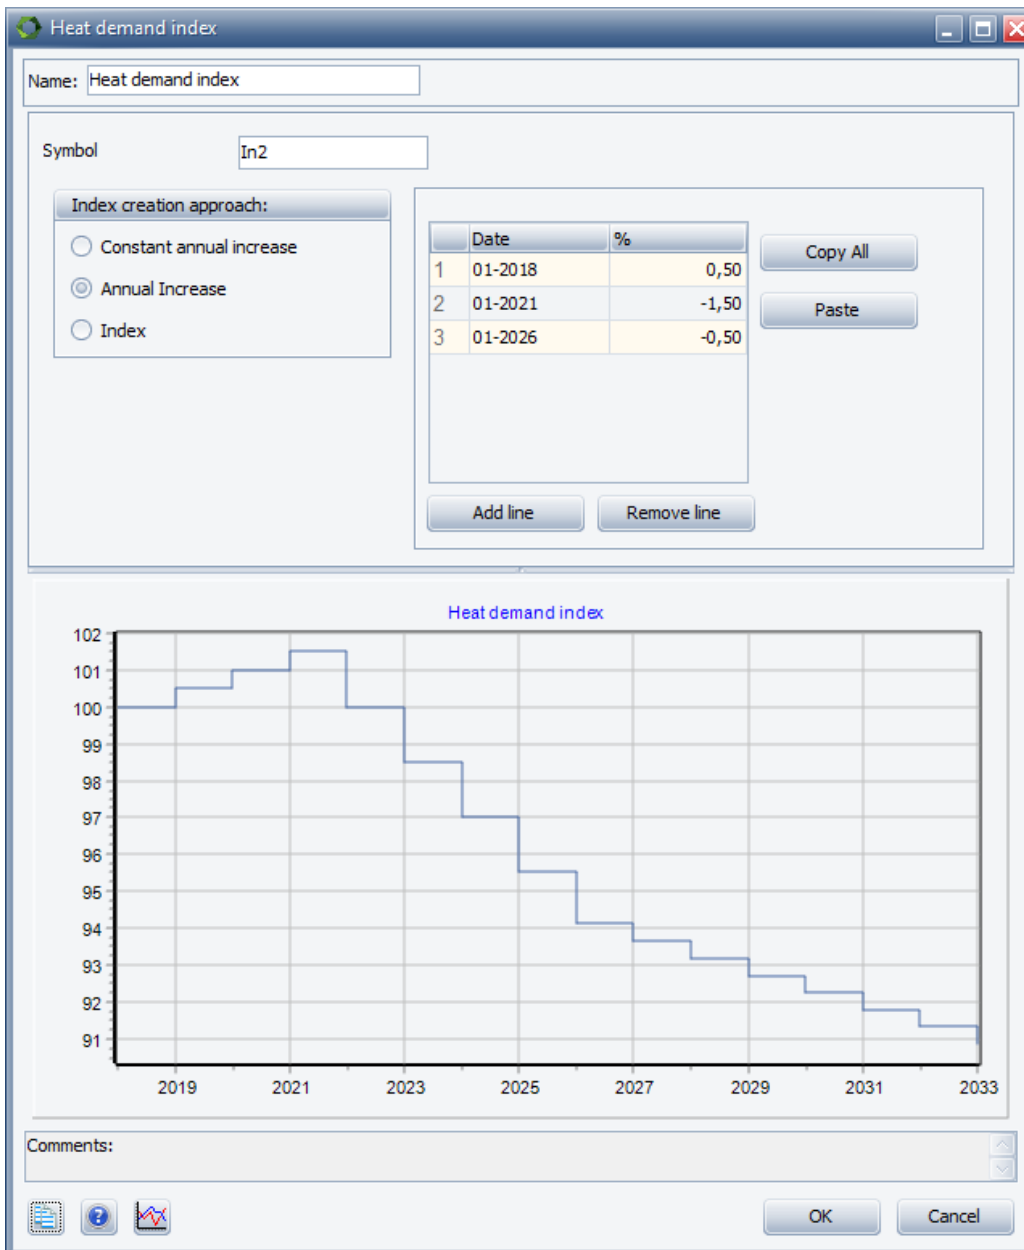 Heat demand index
Name: Heat demand index
Symbol In2
Index creation approach:
Constant annual increase
Annual Increase
Index
Date %
1 01-2018 0,50
2 01-2021 -1,50
3 01-2026 -0,50
Copy All
Paste
Add line Remove line
Heat demand index
102
101
100
99
98
97
96
95
94
93
92
91
2019 2021 2023 2025 2027 2029 2031 2033
Comments:
OK Cancel